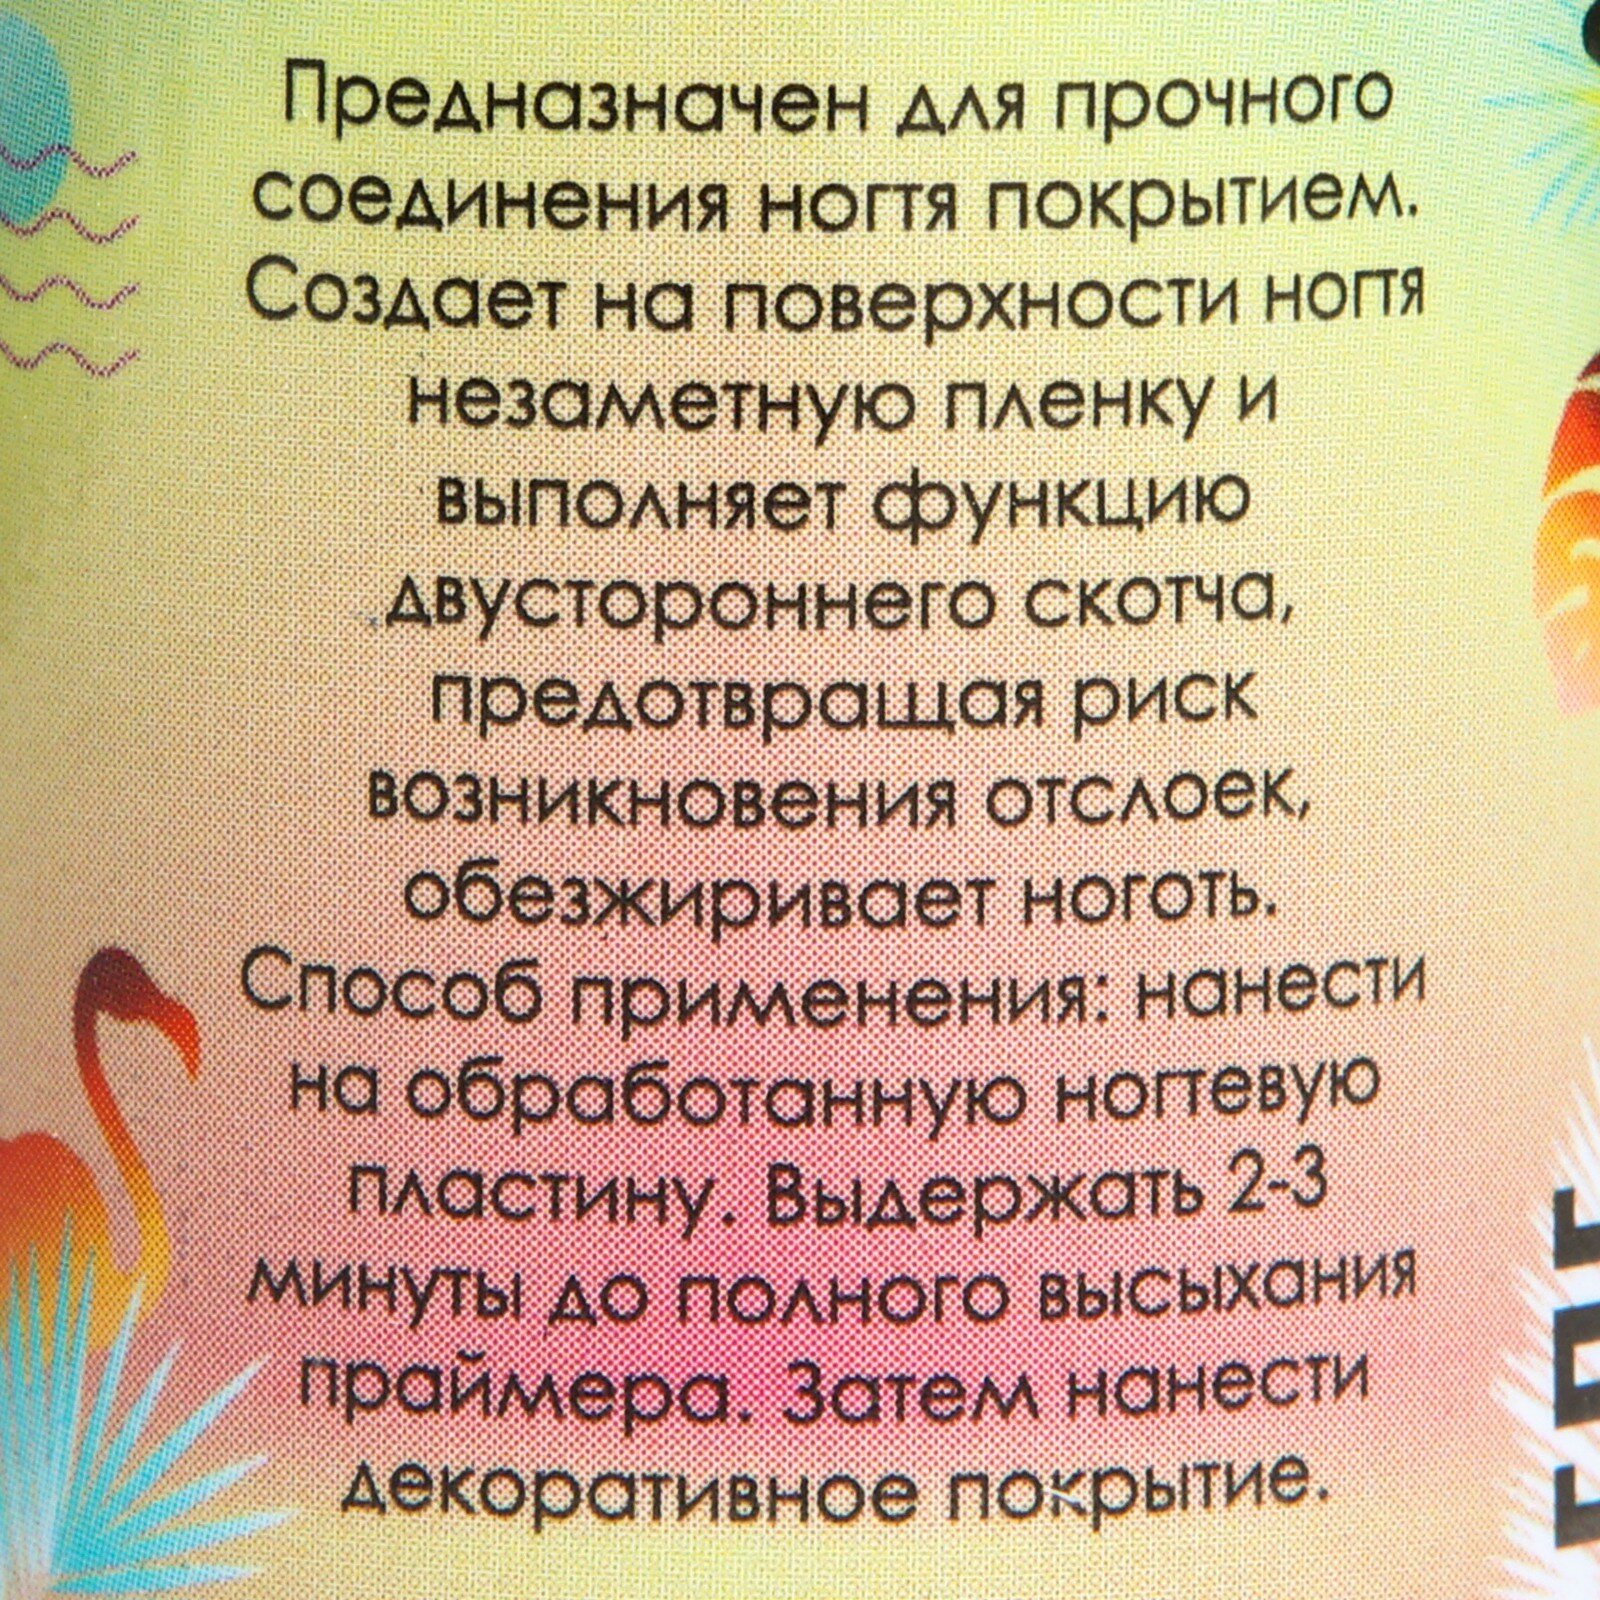 Предназначен для прочного
соединения ногтя покрытием.
Создает на поверхности ногтя
незаметную пленку и
выполняет функцию
двустороннего скотча,
предотвращая риск
возникновения отслоек,
обезжиривает ноготь.
Способ применения: нанести
на обработанную ногтевую
пластину. Выдержать 2-3
минуты до полного высыхания
праймера. Затем нанести
декоративное покрытие.